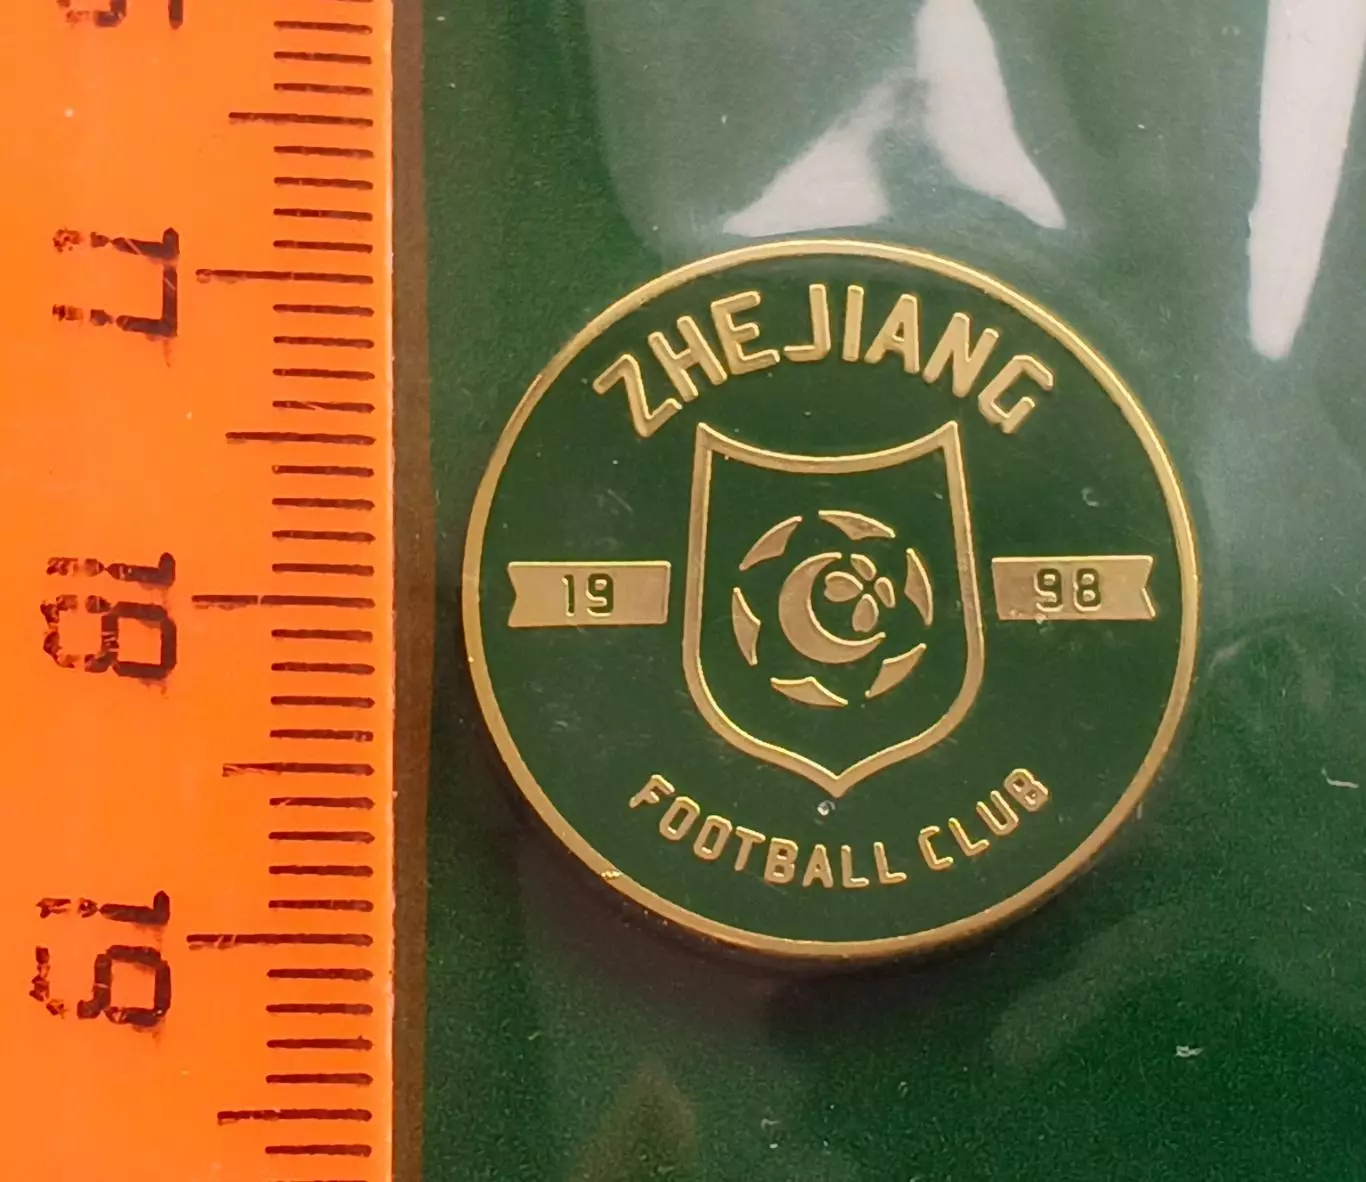 17
18
19
ZHEJIANG
19 98
FOOTBALL CLUB